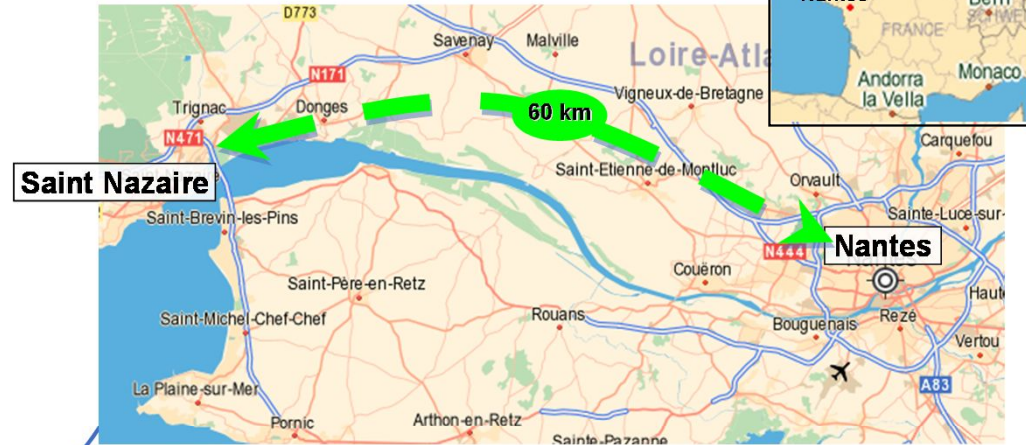 D773
Savenay
Malville
Loire-Atla
N171
Vigneux-de-Bretagne
60 km
Trignac
Donges
N471
Saint Nazaire
Saint-Etienne-de-Montluc
Orvault
Carquefou
FRANCE
Andorra
la Vella
Monaco
Saint-Brevin-les-Pins
Sainte-Luce-sur-
Nantes
N444
Couëron
Saint-Père-en-Retz
Haut
Saint-Michel-Chef-Chef
Rouans
Bouguenais
Rezé
Vertou
La Plaine-sur-Mer
A83
Pornic
Arthon-en-Retz
Sainte-Pazanne